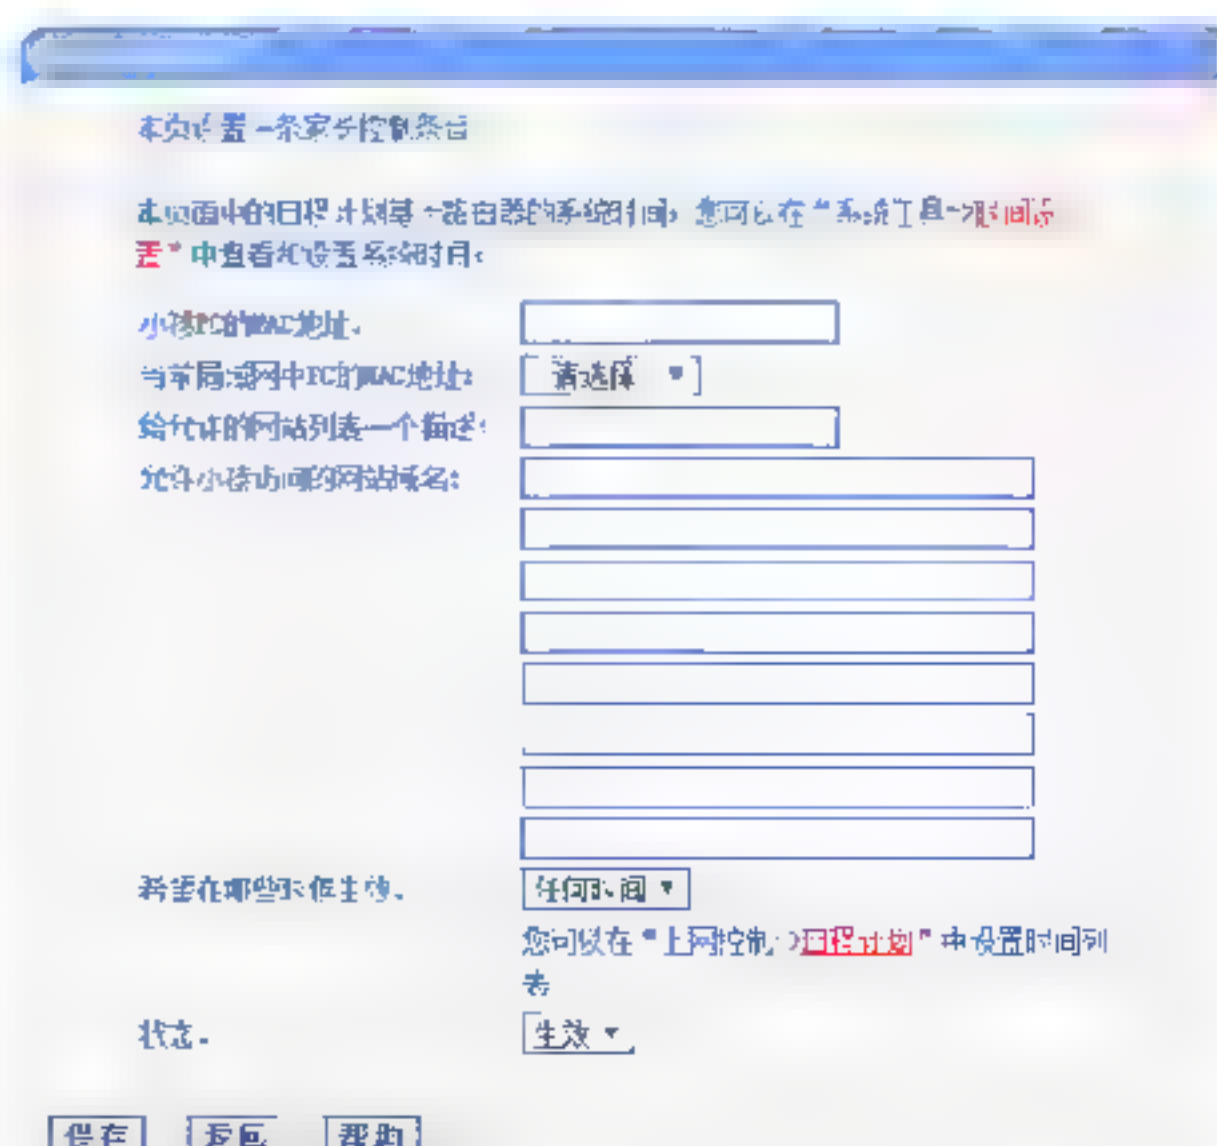 本页设置一条家长控制条目
本页面中的日程计划基于路由器的系统时间，您可以在“系统工具->时间设
置”中查看和设置系统时间。
小孩PC的MAC地址：
当前局域网中PC的MAC地址： 请选择
给允许的网站列表一个描述：
允许小孩访问的网站域名：
希望在哪些时候生效： 任何时间
您可以在“上网控制->日程计划”中设置时间列
表
状态： 生效
保存 返回 帮助